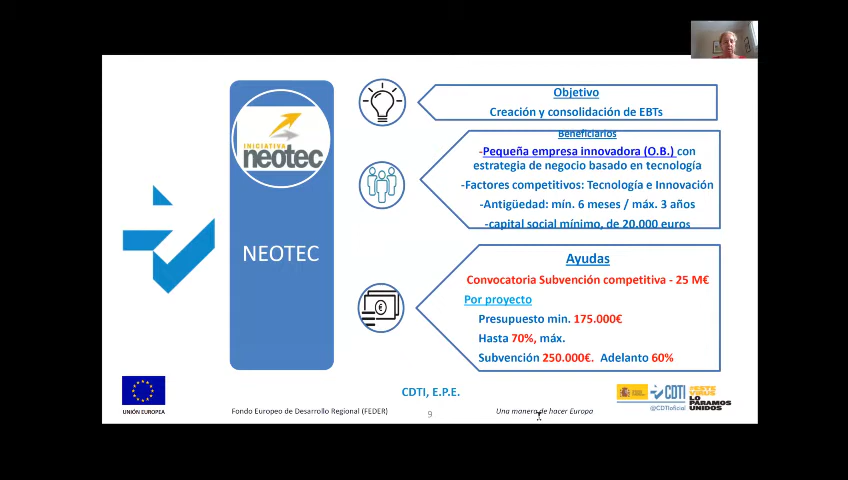 INICIATIVA
neotec
NEOTEC
Objetivo
Creación y consolidación de EBTs
Beneficiarios
-Pequeña empresa innovadora (O.B.) con
estrategia de negocio basado en tecnología
-Factores competitivos: Tecnología e Innovación
-Antigüedad: mín. 6 meses / máx. 3 años
-capital social mínimo, de 20.000 euros
Ayudas
Convocatoria Subvención competitiva - 25 M€
Por proyecto
Presupuesto min. 175.000€
Hasta 70%, máx.
Subvención 250.000€. Adelanto 60%
CDTI, E.P.E.
UNIÓN EUROPEA
Fondo Europeo de Desarrollo Regional (FEDER)
9
Una manera de hacer Europa
CDTI
@CDTIoficial
#ESTE
VIRUS
LO
PARAMOS
UNIDOS